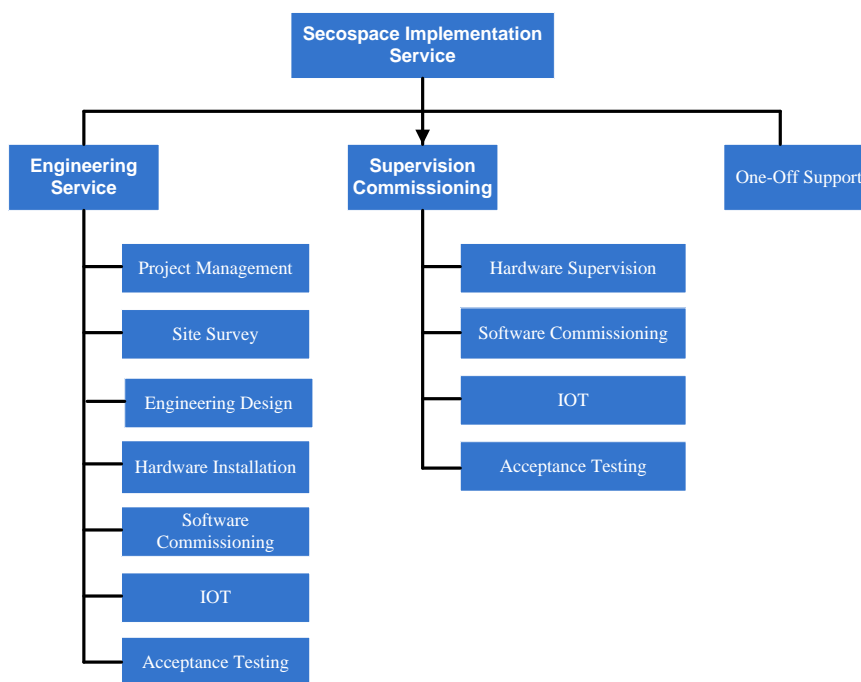 Secospace Implementation
Service
Engineering
Service
Supervision
Commissioning
One-Off Support
Project Management
Site Survey
Engineering Design
Hardware Installation
Software
Commissioning
IOT
Acceptance Testing
Hardware Supervision
Software Commissioning
IOT
Acceptance Testing